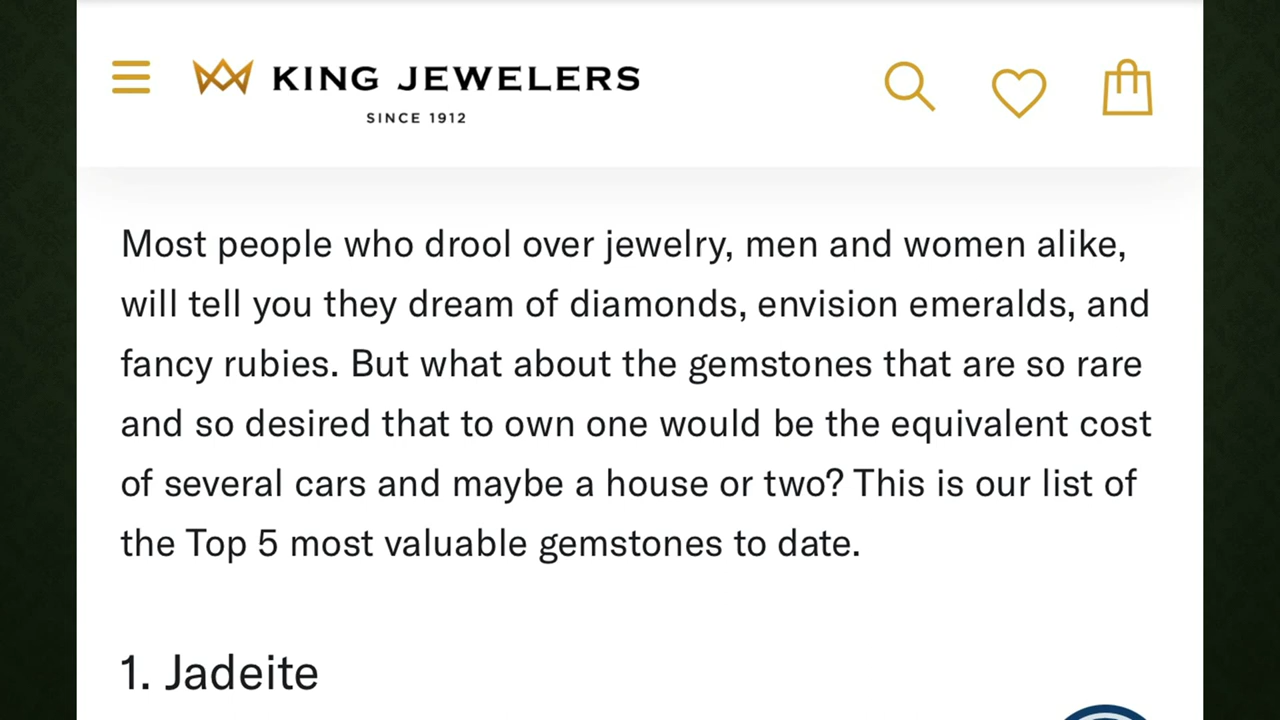 KING JEWELERS
SINCE 1912
Most people who drool over jewelry, men and women alike,
will tell you they dream of diamonds, envision emeralds, and
fancy rubies. But what about the gemstones that are so rare
and so desired that to own one would be the equivalent cost
of several cars and maybe a house or two? This is our list of
the Top 5 most valuable gemstones to date.
1. Jadeite